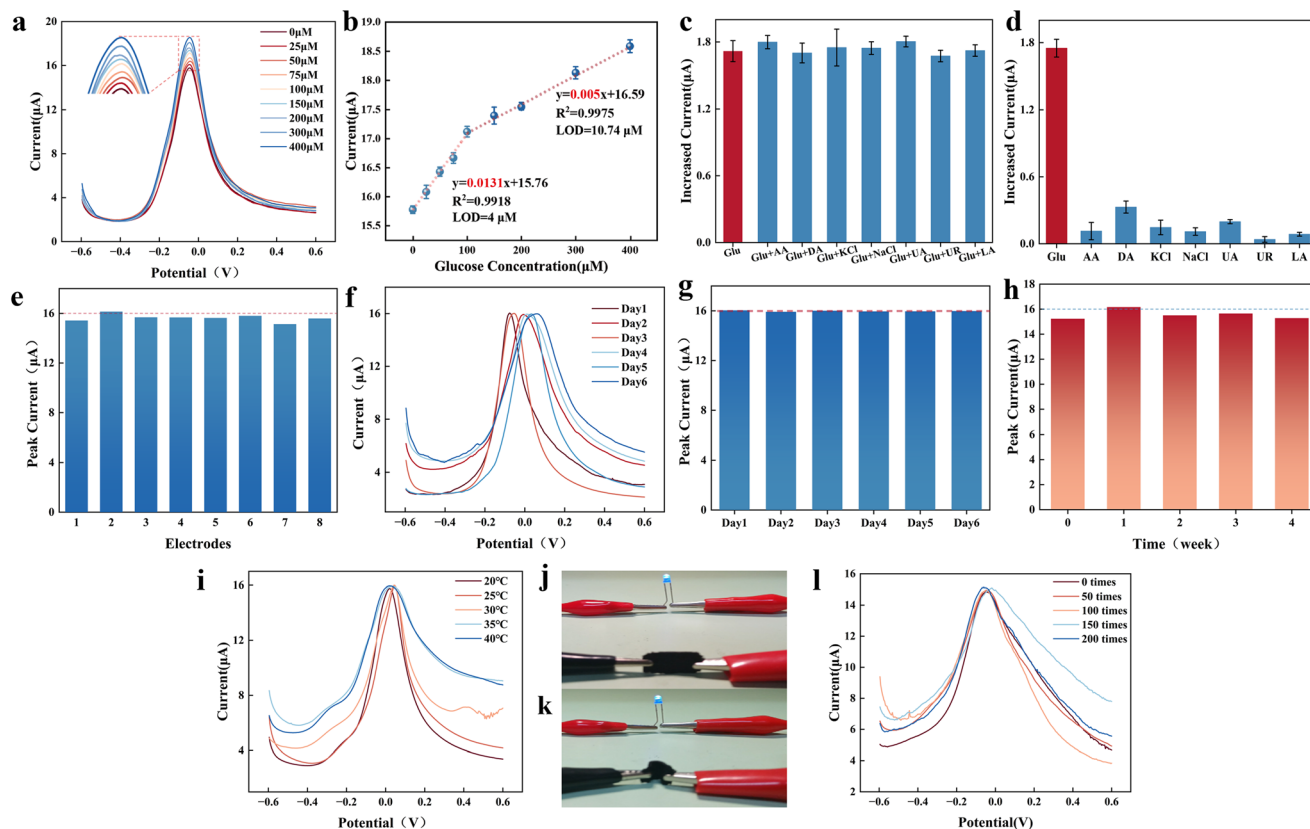 a
Current(μA)
20
16
12
8
4
0
−0.6
−0.4
−0.2
0.0
0.2
0.4
0.6
Potential（V）
0μM
25μM
50μM
75μM
100μM
150μM
200μM
300μM
400μM
b
Current(μA)
19.0
18.5
18.0
17.5
17.0
16.5
16.0
15.5
0
100
200
300
400
Glucose Concentration(μM)
y=0.005x+16.59
R²=0.9975
LOD=10.74 μM
y=0.0131x+15.76
R²=0.9918
LOD=4 μM
c
Increased Current(μA)
1.8
1.2
0.6
0.0
Glu
Glu+AA
Glu+DA
Glu+KCl
Glu+NaCl
Glu+UA
Glu+UR
Glu+LA
d
Increased Current(μA)
1.8
1.2
0.6
0.0
Glu
AA
DA
KCl
NaCl
UA
UR
LA
e
Peak Current（μA）
16
12
8
4
0
1
2
3
4
5
6
7
8
Electrodes
f
Current（μA）
16
12
8
4
−0.6
−0.4
−0.2
0.0
0.2
0.4
0.6
Potential（V）
Day1
Day2
Day3
Day4
Day5
Day6
g
Peak Current(μA)
16
12
8
4
0
Day1
Day2
Day3
Day4
Day5
Day6
h
Peak Current(μA)
18
16
14
12
10
8
6
4
2
0
0
1
2
3
4
Time（week）
i
Current(μA)
16
12
8
4
−0.6
−0.4
−0.2
0.0
0.2
0.4
0.6
Potential（V）
20℃
25℃
30℃
35℃
40℃
j
k
l
Current(μA)
16
14
12
10
8
6
4
2
−0.6
−0.4
−0.2
0.0
0.2
0.4
0.6
Potential(V)
0 times
50 times
100 times
150 times
200 times